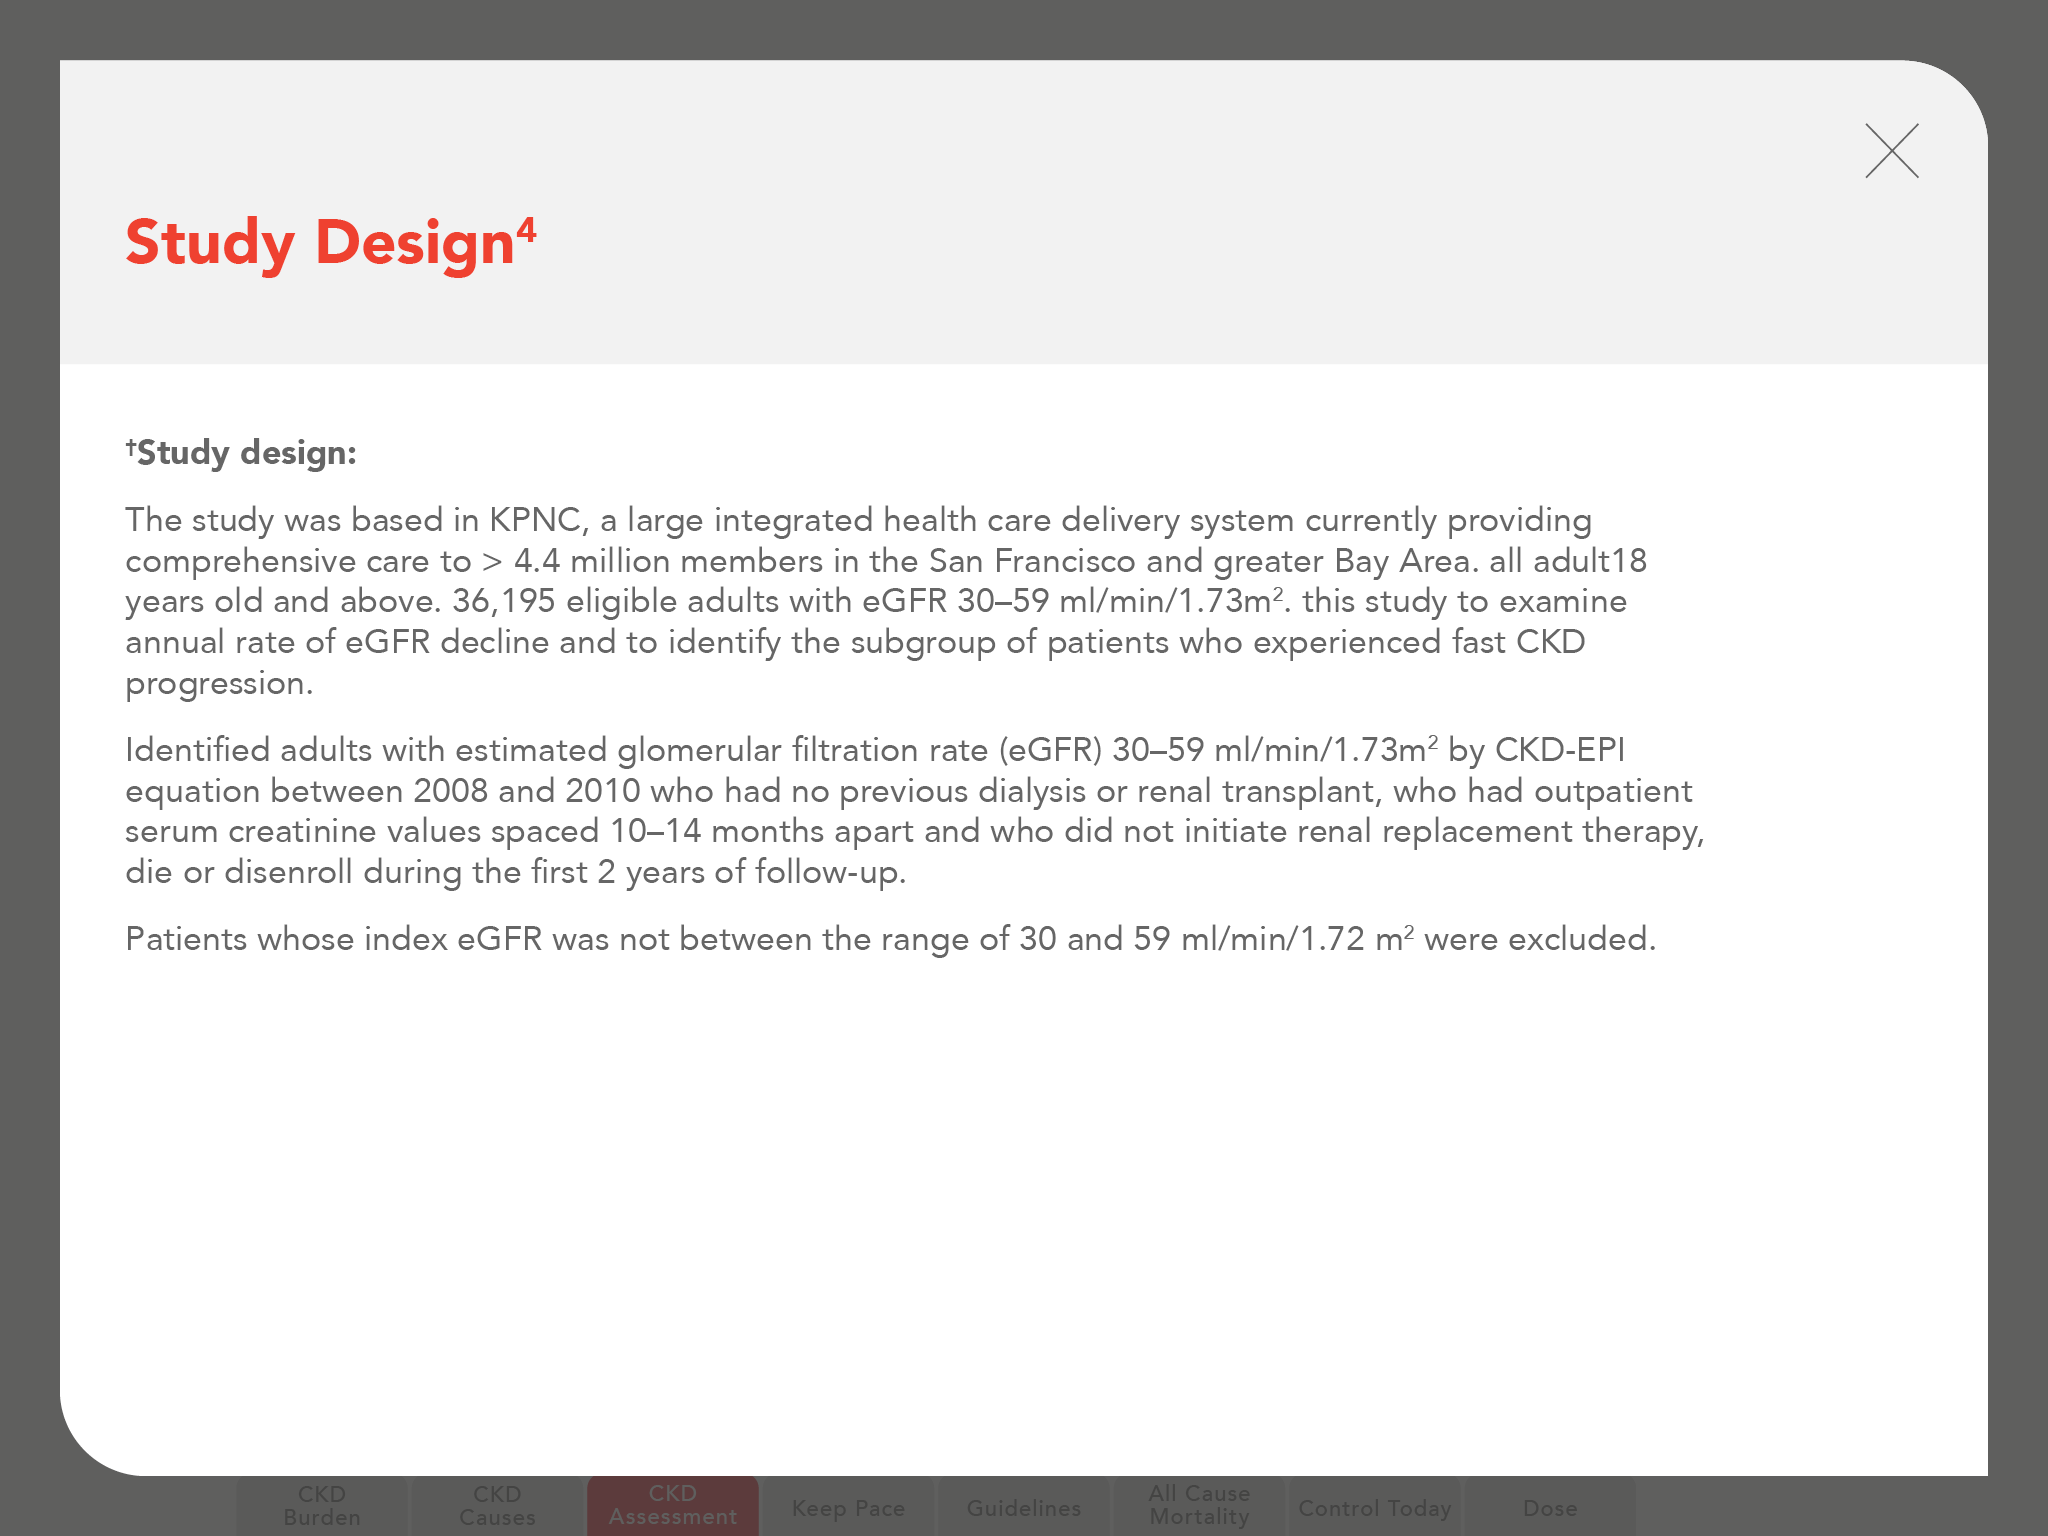 Study Design⁴
†Study design:
The study was based in KPNC, a large integrated health care delivery system currently providing
comprehensive care to > 4.4 million members in the San Francisco and greater Bay Area. all adult18
years old and above. 36,195 eligible adults with eGFR 30–59 ml/min/1.73m². this study to examine
annual rate of eGFR decline and to identify the subgroup of patients who experienced fast CKD
progression.
Identified adults with estimated glomerular filtration rate (eGFR) 30–59 ml/min/1.73m² by CKD-EPI
equation between 2008 and 2010 who had no previous dialysis or renal transplant, who had outpatient
serum creatinine values spaced 10–14 months apart and who did not initiate renal replacement therapy,
die or disenroll during the first 2 years of follow-up.
Patients whose index eGFR was not between the range of 30 and 59 ml/min/1.72 m² were excluded.
CKD
Burden
CKD
Causes
CKD
Assessment
Keep Pace
Guidelines
All Cause
Mortality
Control Today
Dose